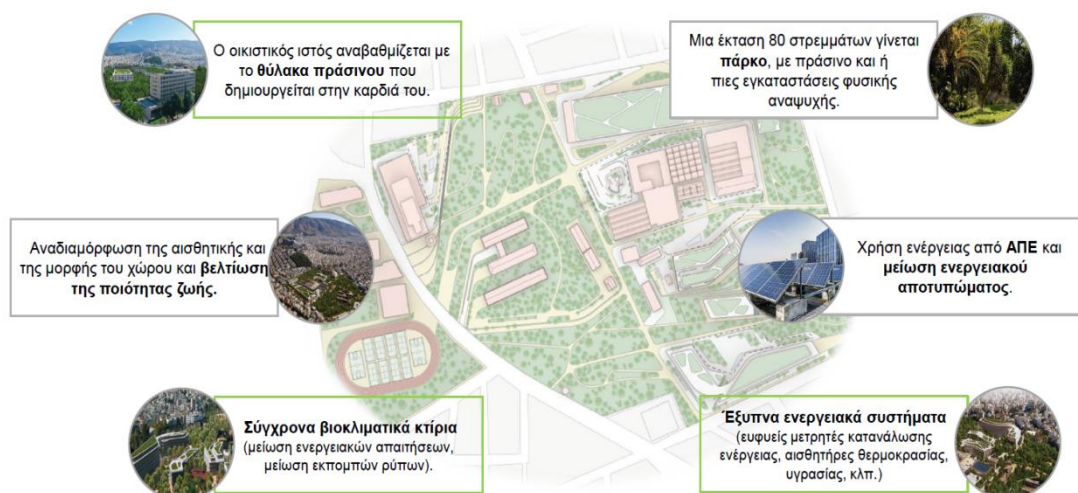 Ο οικιστικός ιστός αναβαθμίζεται με
το θύλακα πράσινου που
δημιουργείται στην καρδιά του.
Μια έκταση 80 στρεμμάτων γίνεται
πάρκο, με πράσινο και ή
πιες εγκαταστάσεις φυσικής
αναψυχής.
Αναδιαμόρφωση της αισθητικής και
της μορφής του χώρου και βελτίωση
της ποιότητας ζωής.
Χρήση ενέργειας από ΑΠΕ και
μείωση ενεργειακού
αποτυπώματος.
Σύγχρονα βιοκλιματικά κτίρια
(μείωση ενεργειακών απαιτήσεων,
μείωση εκπομπών ρύπων).
Έξυπνα ενεργειακά συστήματα
(ευφυείς μετρητές κατανάλωσης
ενέργειας, αισθητήρες θερμοκρασίας,
υγρασίας, κλπ.)